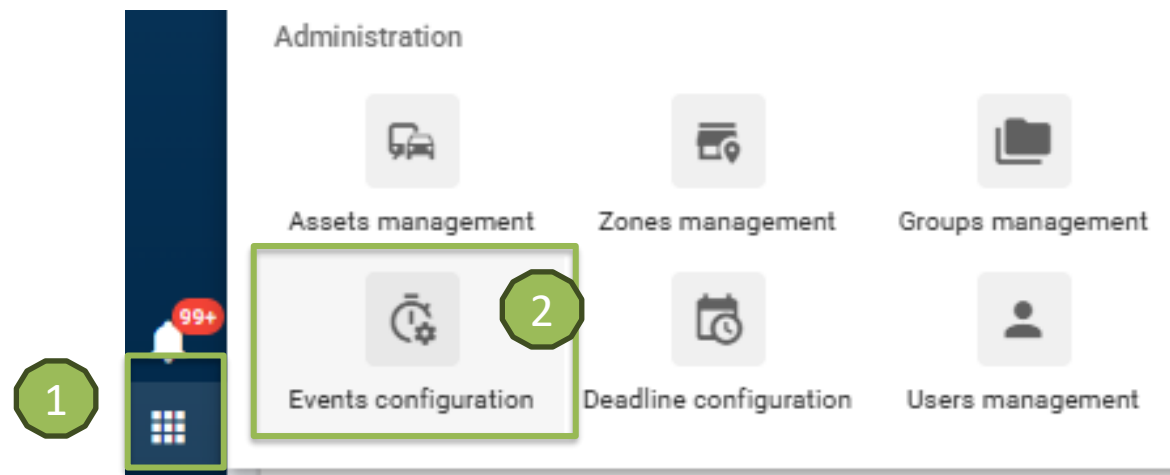 Administration
Assets management
Zones management
Groups management
99+
2
Events configuration
Deadline configuration
Users management
1